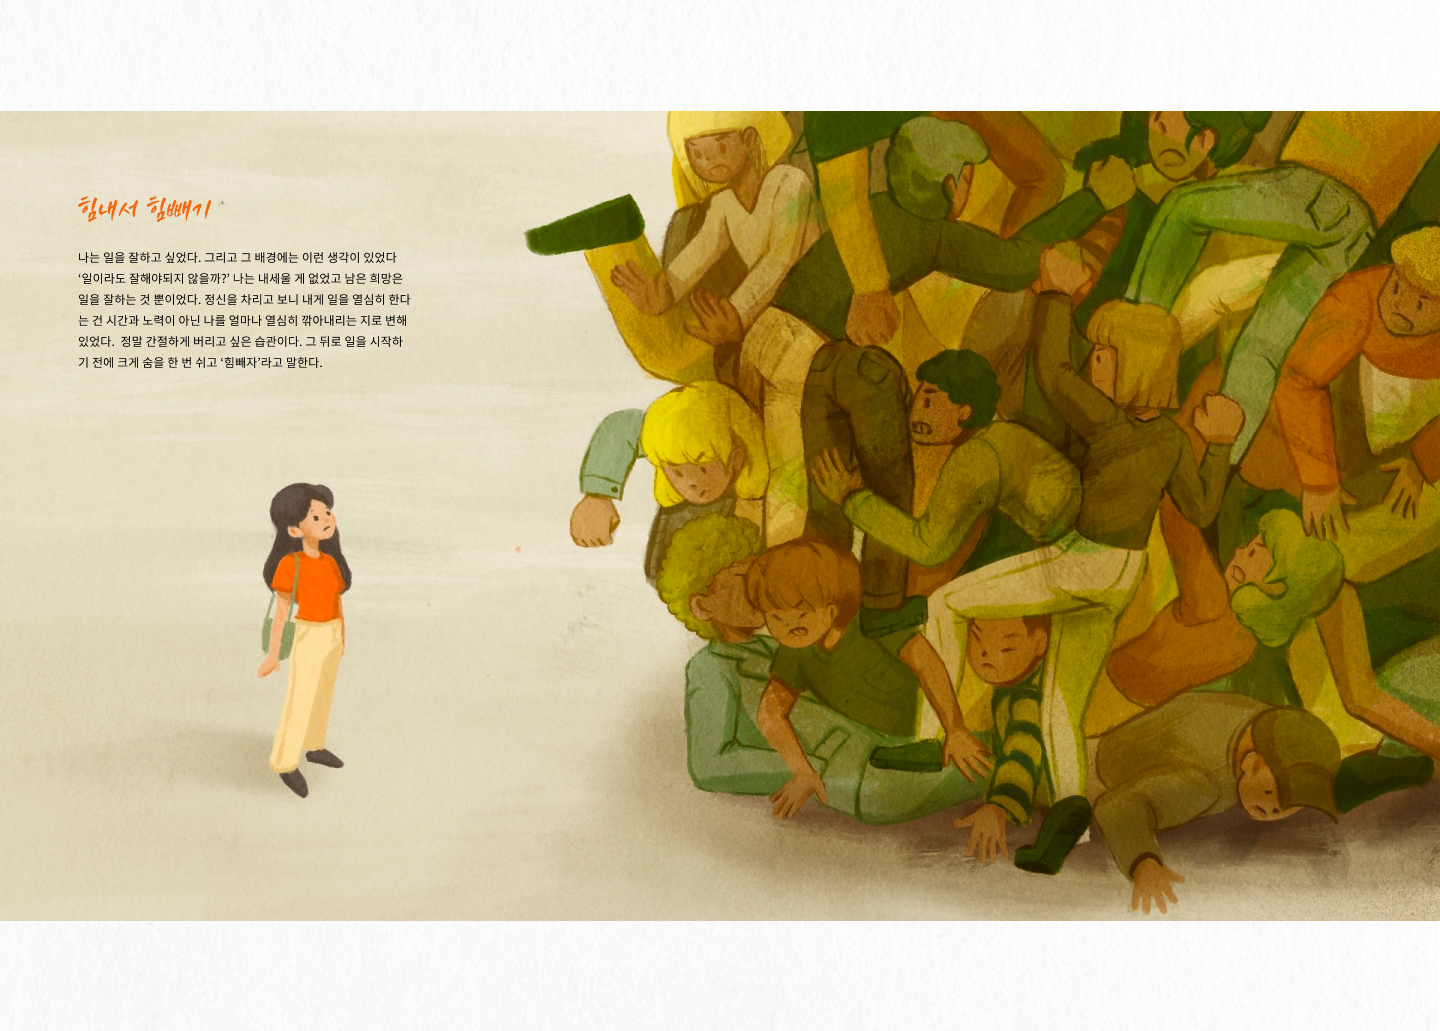 힘내서 힘빼기
나는 일을 잘하고 싶었다. 그리고 그 배경에는 이런 생각이 있었다
‘일이라도 잘해야되지 않을까?’ 나는 내세울 게 없었고 남은 희망은
일을 잘하는 것 뿐이었다. 정신을 차리고 보니 내게 일을 열심히 한다
는 건 시간과 노력이 아닌 나를 얼마나 열심히 깎아내리는 지로 변해
있었다. 정말 간절하게 버리고 싶은 습관이다. 그 뒤로 일을 시작하
기 전에 크게 숨을 한 번 쉬고 ‘힘빼자’라고 말한다.